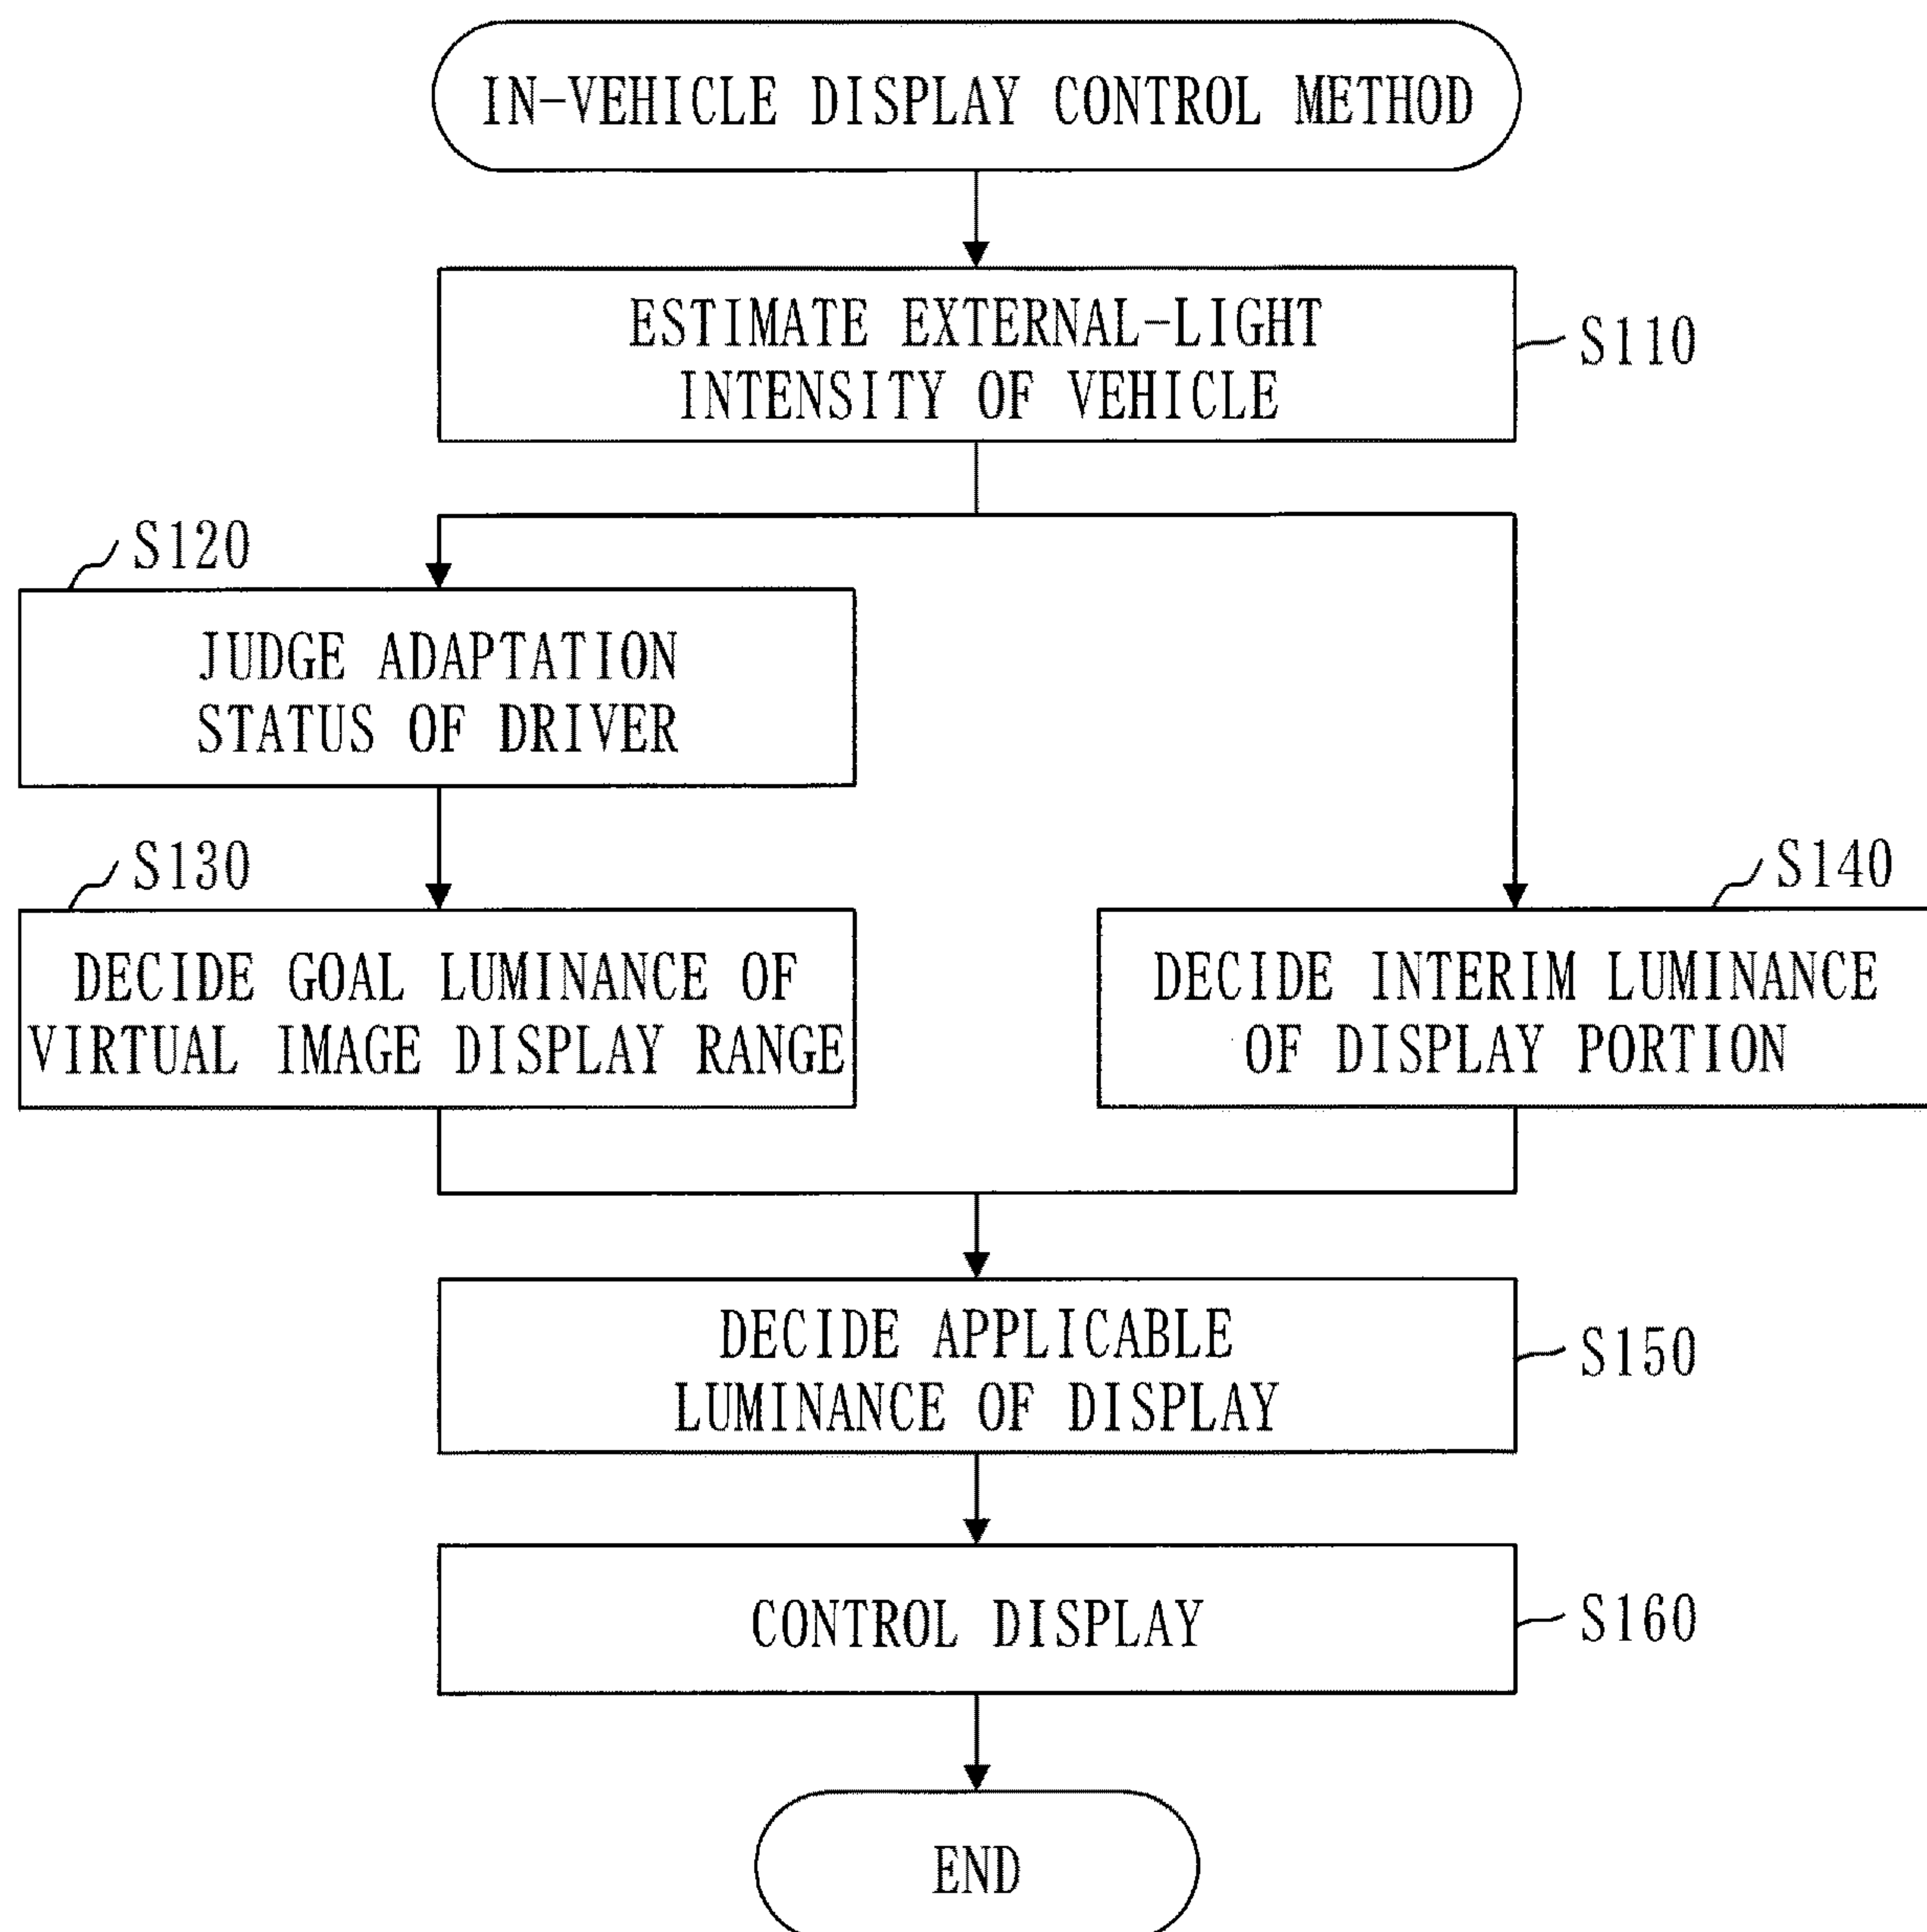 IN-VEHICLE DISPLAY CONTROL METHOD
ESTIMATE EXTERNAL-LIGHT
INTENSITY OF VEHICLE
S110
S120
JUDGE ADAPTATION
STATUS OF DRIVER
S130
DECIDE GOAL LUMINANCE OF
VIRTUAL IMAGE DISPLAY RANGE
S140
DECIDE INTERIM LUMINANCE
OF DISPLAY PORTION
DECIDE APPLICABLE
LUMINANCE OF DISPLAY
S150
CONTROL DISPLAY
S160
END